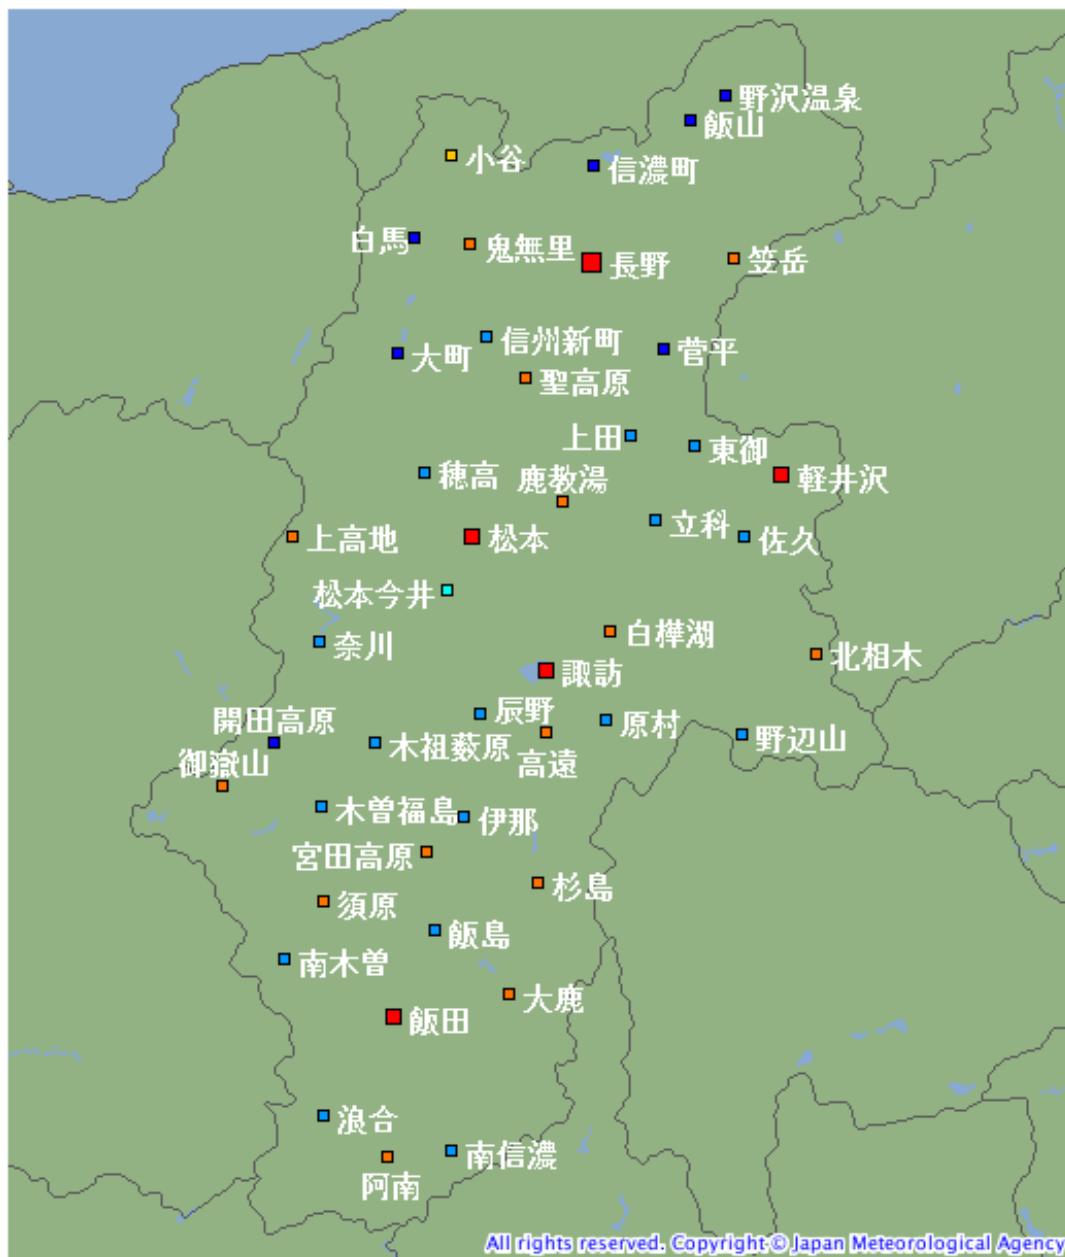 野沢温泉
飯山
小谷
信濃町
白馬
鬼無里
長野
笠岳
信州新町
大町
菅平
聖高原
上田
東御
穂高
鹿教湯
軽井沢
立科
上高地
松本
佐久
松本今井
白樺湖
奈川
北相木
諏訪
辰野
開田高原
原村
木祖薮原
野辺山
高遠
御嶽山
木曽福島
伊那
宮田高原
杉島
須原
飯島
南木曽
大鹿
飯田
浪合
南信濃
阿南
All rights reserved. Copyright © Japan Meteorological Agency